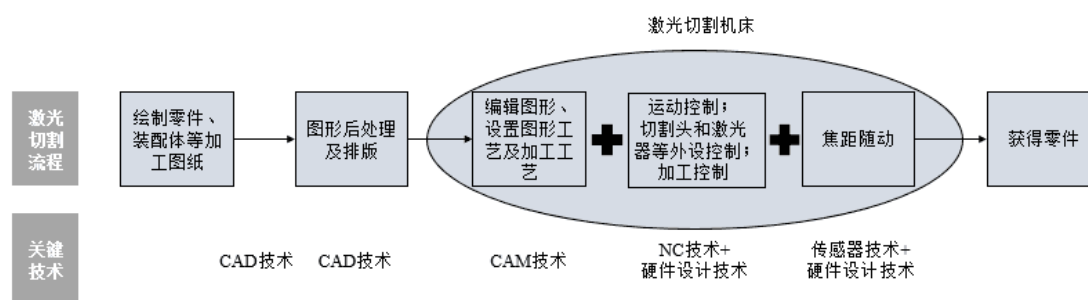 激光切割机床
激光
切割
流程
绘制零件、
装配体等加
工图纸
图形后处理
及排版
编辑图形、
设置图形工
艺及加工工
艺
运动控制；
切割头和激光
器等外设控制；
加工控制
焦距随动
获得零件
关键
技术
CAD技术
CAD技术
CAM技术
NC技术+
硬件设计技术
传感器技术+
硬件设计技术